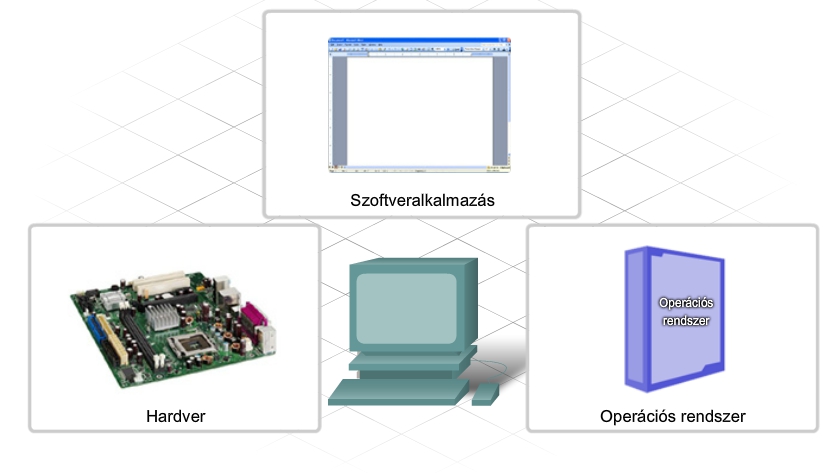 Szoftveralkalmazás
Operációs
rendszer
Hardver
Operációs rendszer